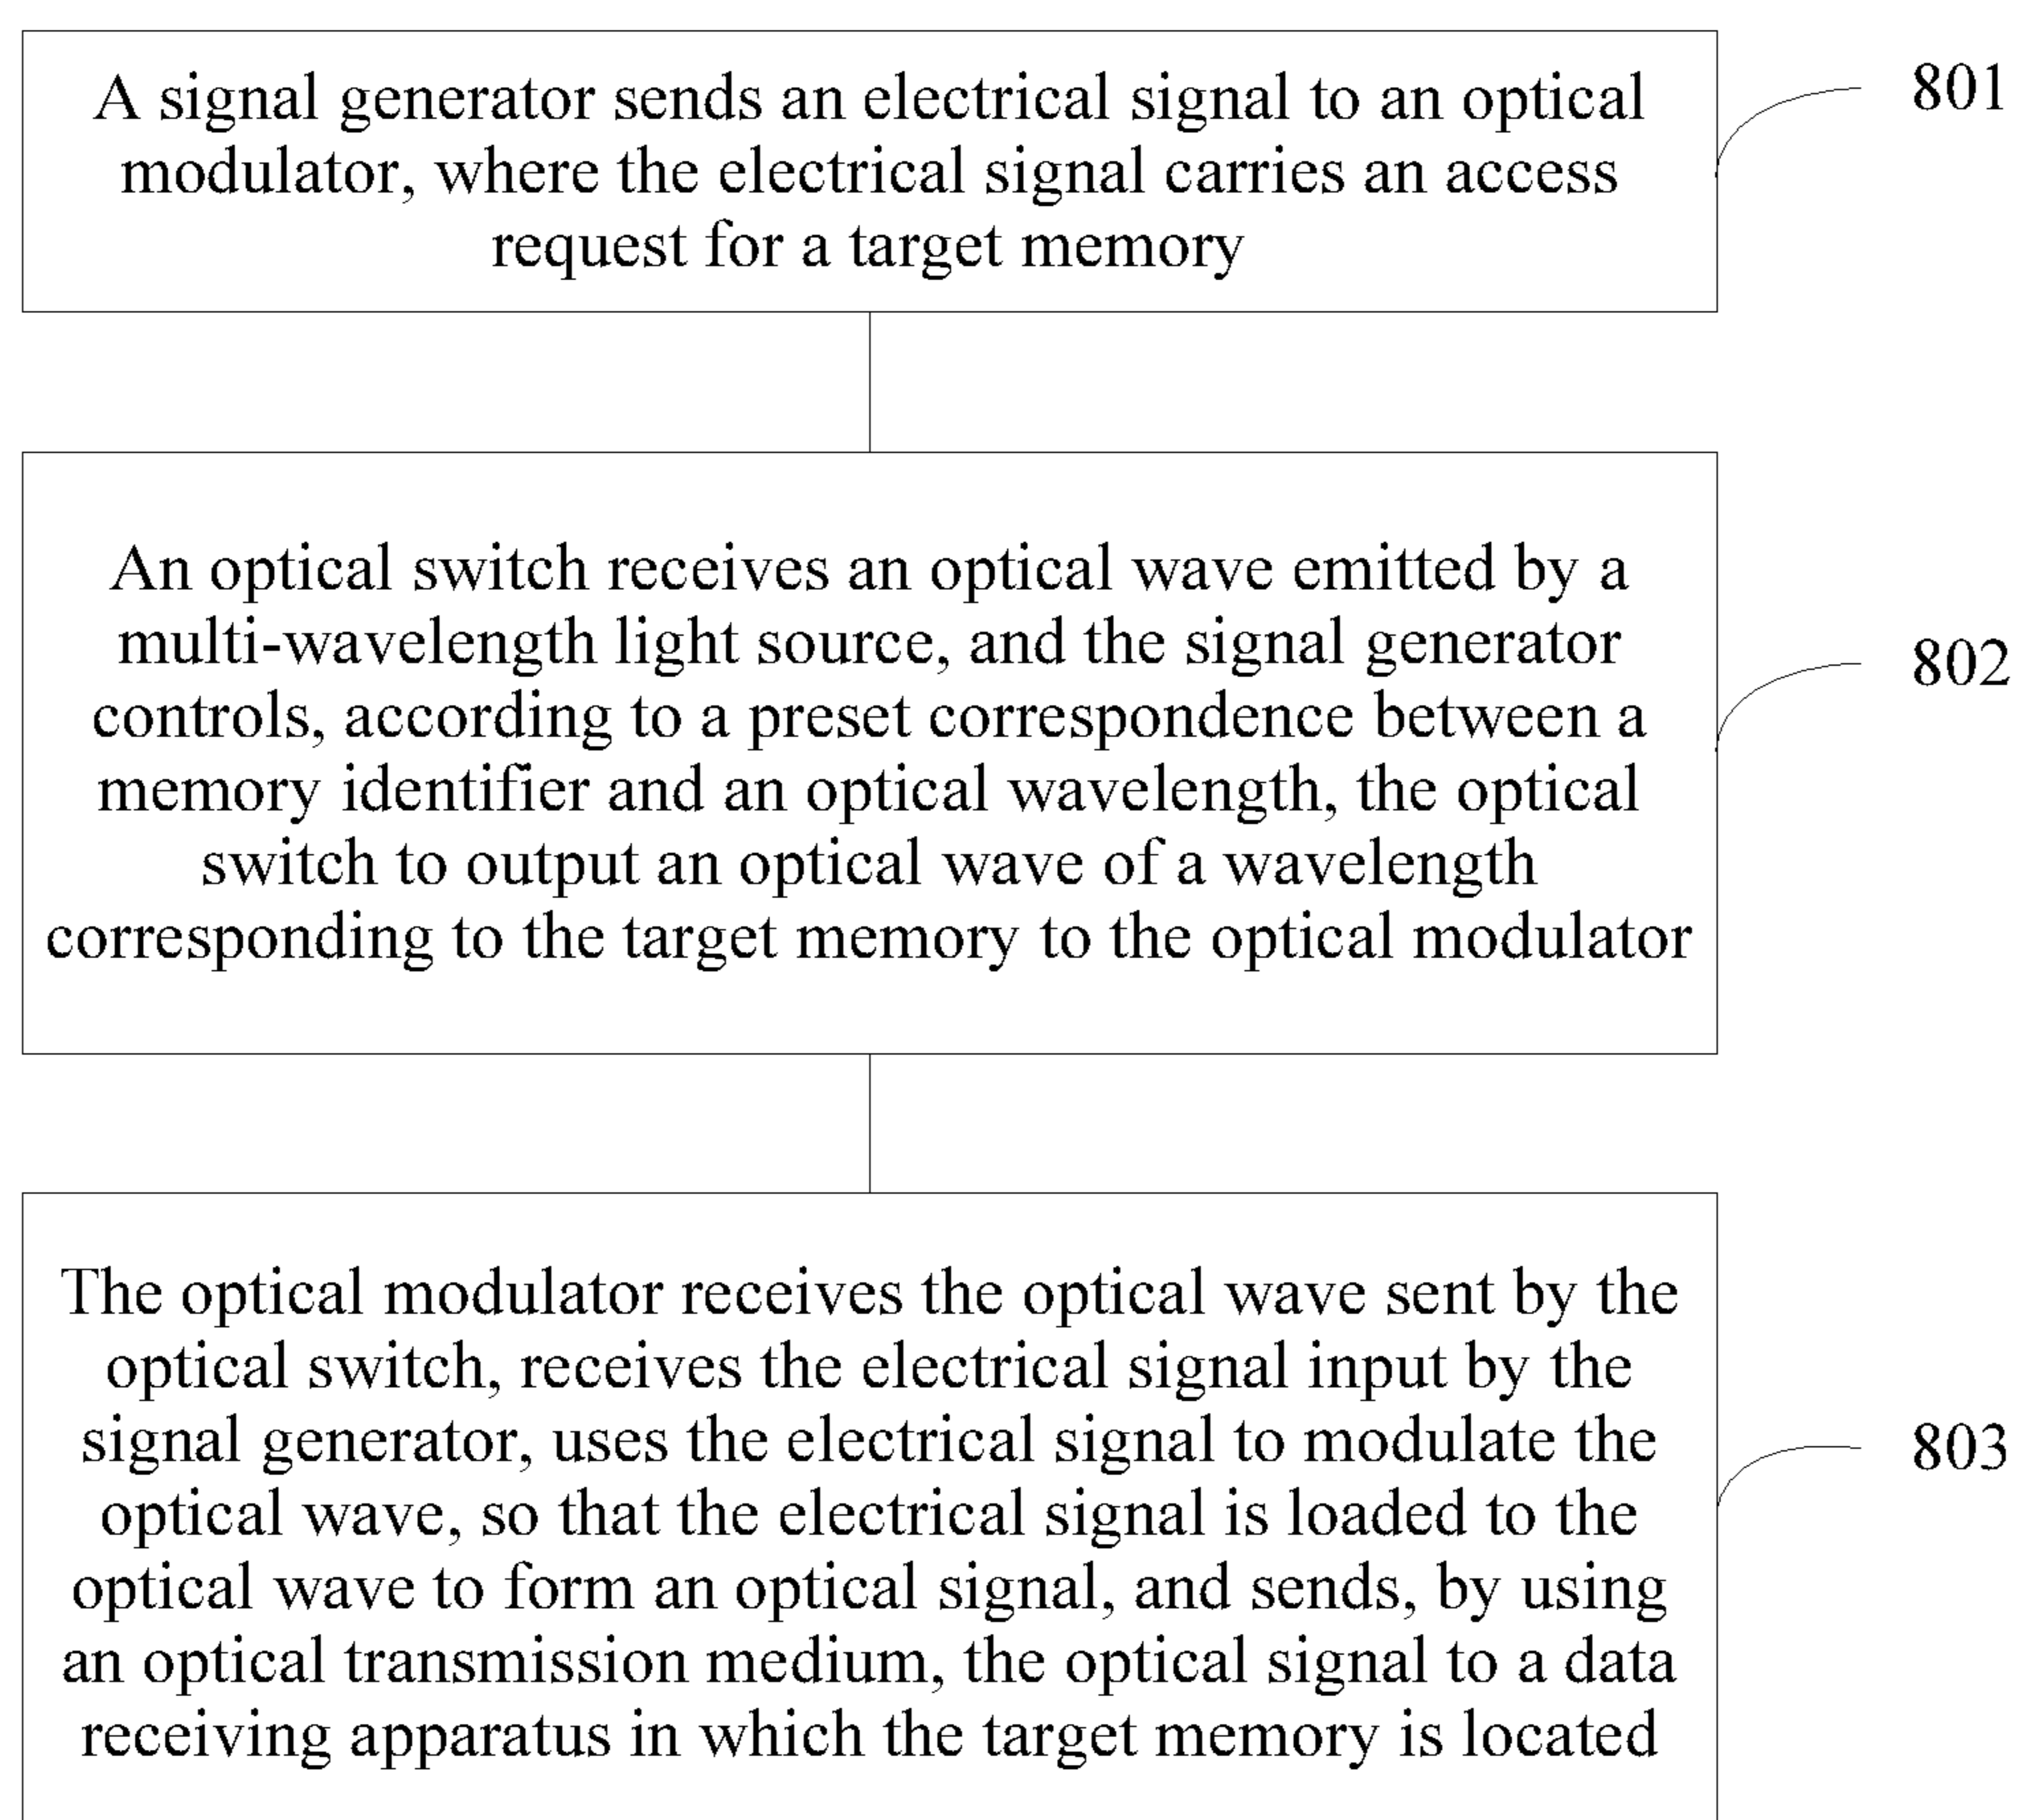 A signal generator sends an electrical signal to an optical
modulator, where the electrical signal carries an access
request for a target memory
801
An optical switch receives an optical wave emitted by a
multi-wavelength light source, and the signal generator
controls, according to a preset correspondence between a
memory identifier and an optical wavelength, the optical
switch to output an optical wave of a wavelength
corresponding to the target memory to the optical modulator
802
The optical modulator receives the optical wave sent by the
optical switch, receives the electrical signal input by the
signal generator, uses the electrical signal to modulate the
optical wave, so that the electrical signal is loaded to the
optical wave to form an optical signal, and sends, by using
an optical transmission medium, the optical signal to a data
receiving apparatus in which the target memory is located
803